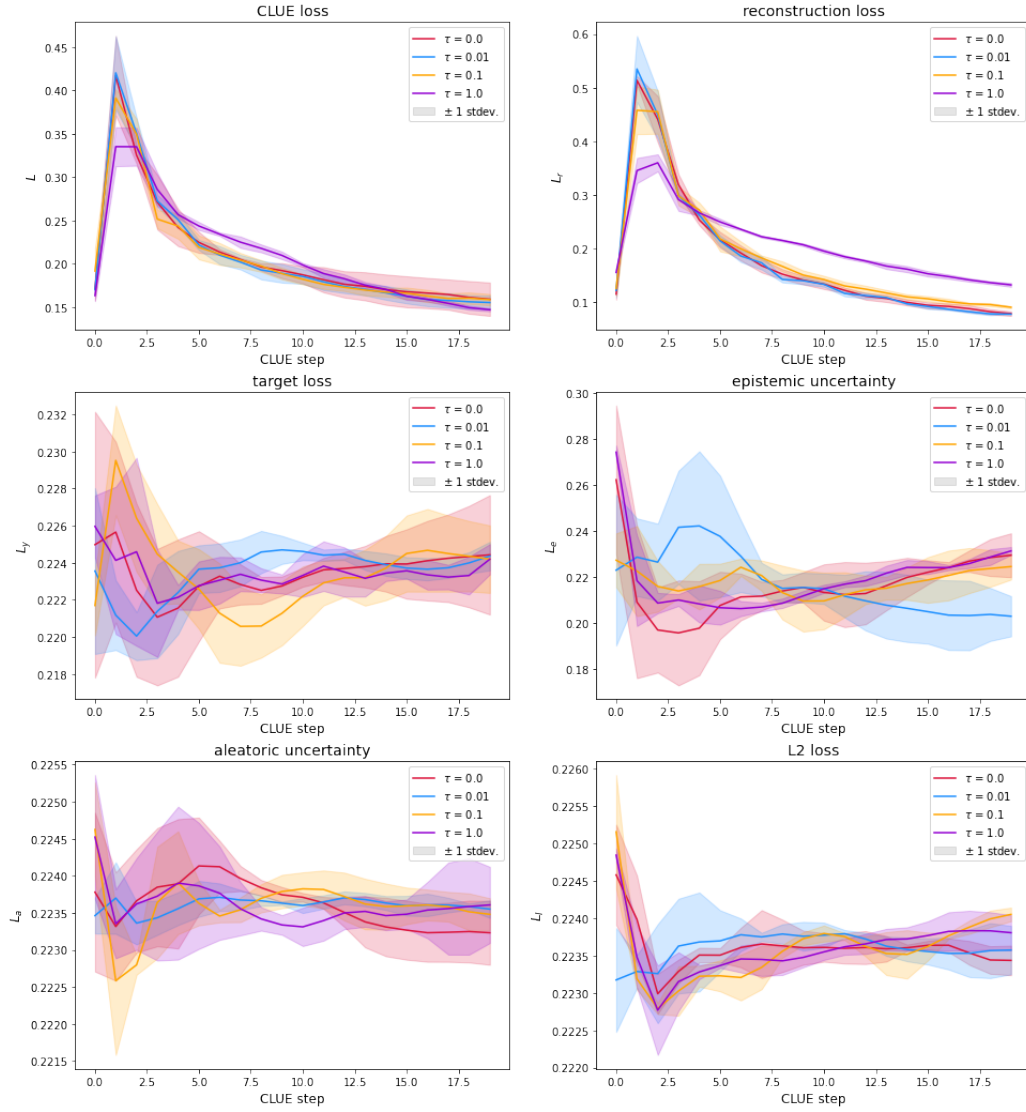 CLUE loss
0.45
0.40
0.35
0.30
0.25
0.20
0.15
L
τ = 0.0
τ = 0.01
τ = 0.1
τ = 1.0
± 1 stdev.
0.0 2.5 5.0 7.5 10.0 12.5 15.0 17.5
CLUE step
reconstruction loss
0.6
0.5
0.4
0.3
0.2
0.1
L_r
τ = 0.0
τ = 0.01
τ = 0.1
τ = 1.0
± 1 stdev.
0.0 2.5 5.0 7.5 10.0 12.5 15.0 17.5
CLUE step
target loss
0.232
0.230
0.228
0.226
0.224
0.222
0.220
0.218
L_y
τ = 0.0
τ = 0.01
τ = 0.1
τ = 1.0
± 1 stdev.
0.0 2.5 5.0 7.5 10.0 12.5 15.0 17.5
CLUE step
epistemic uncertainty
0.30
0.28
0.26
0.24
0.22
0.20
0.18
L_e
τ = 0.0
τ = 0.01
τ = 0.1
τ = 1.0
± 1 stdev.
0.0 2.5 5.0 7.5 10.0 12.5 15.0 17.5
CLUE step
aleatoric uncertainty
0.2255
0.2250
0.2245
0.2240
0.2235
0.2230
0.2225
0.2220
0.2215
L_a
τ = 0.0
τ = 0.01
τ = 0.1
τ = 1.0
± 1 stdev.
0.0 2.5 5.0 7.5 10.0 12.5 15.0 17.5
CLUE step
L2 loss
0.2260
0.2255
0.2250
0.2245
0.2240
0.2235
0.2230
0.2225
0.2220
L_l
τ = 0.0
τ = 0.01
τ = 0.1
τ = 1.0
± 1 stdev.
0.0 2.5 5.0 7.5 10.0 12.5 15.0 17.5
CLUE step